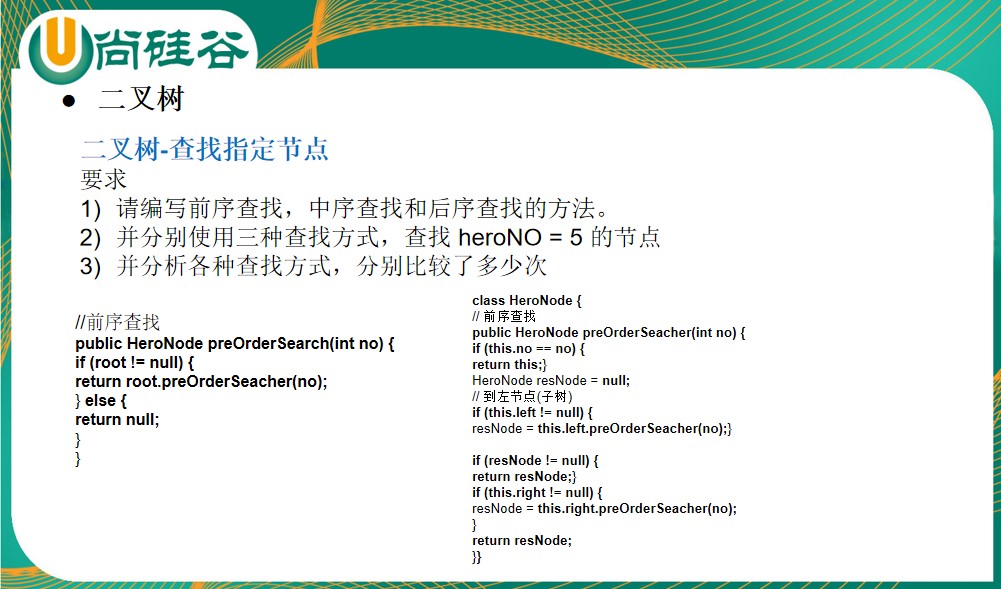 尚硅谷
● 二叉树
二叉树-查找指定节点
要求
1) 请编写前序查找，中序查找和后序查找的方法。
2) 并分别使用三种查找方式，查找 heroNO = 5 的节点
3) 并分析各种查找方式，分别比较了多少次
//前序查找
public HeroNode preOrderSearch(int no) {
if (root != null) {
return root.preOrderSeacher(no);
} else {
return null;
}
}
class HeroNode {
// 前序查找
public HeroNode preOrderSeacher(int no) {
if (this.no == no) {
return this;}
HeroNode resNode = null;
// 到左节点(子树)
if (this.left != null) {
resNode = this.left.preOrderSeacher(no);}
if (resNode != null) {
return resNode;}
if (this.right != null) {
resNode = this.right.preOrderSeacher(no);
}
return resNode;
}}